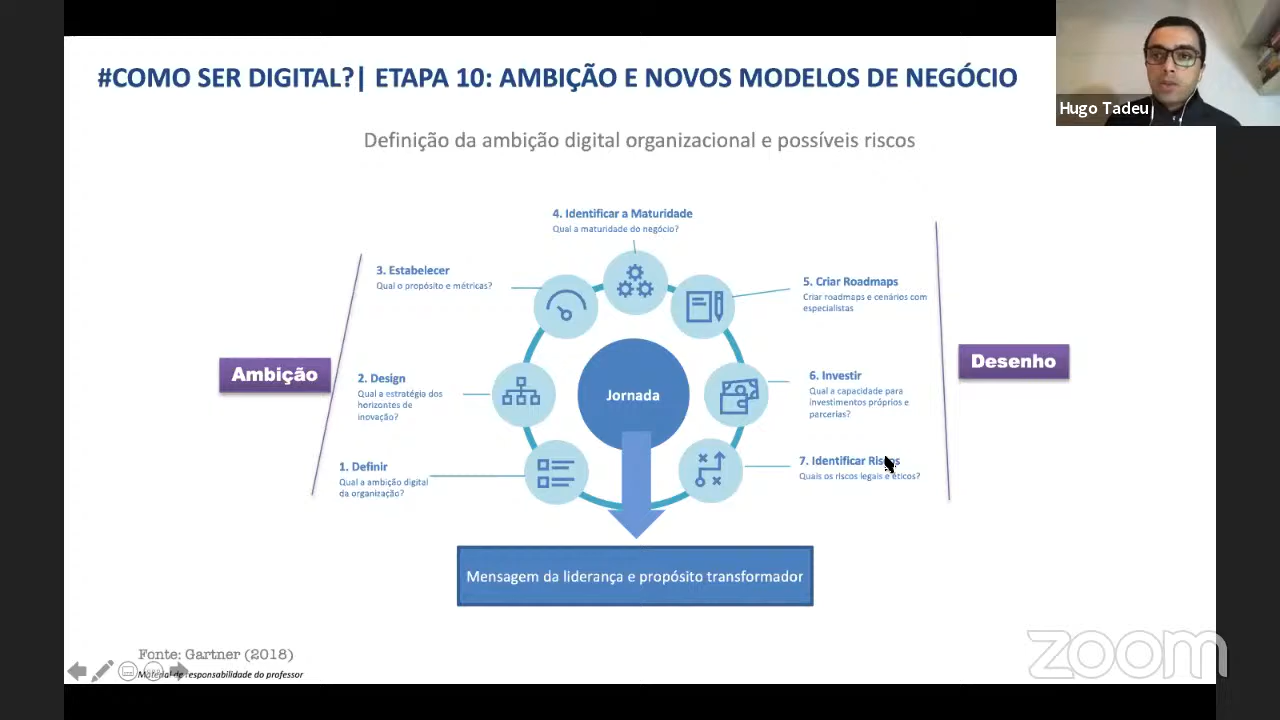 #COMO SER DIGITAL?| ETAPA 10: AMBIÇÃO E NOVOS MODELOS DE NEGÓCIO
Hugo Tadeu
Definição da ambição digital organizacional e possíveis riscos
4. Identificar a Maturidade
Qual a maturidade do negócio?
3. Estabelecer
Qual o propósito e métricas?
5. Criar Roadmaps
Criar roadmaps e cenários com
especialistas
Ambição
Desenho
2. Design
Qual a estratégia dos
horizontes de
inovação?
Jornada
6. Investir
Qual a capacidade para
investimentos próprios e
parcerias?
1. Definir
Qual a ambição digital
da organização?
7. Identificar Riscos
Quais os riscos legais e éticos?
Mensagem da liderança e propósito transformador
Fonte: Gartner (2018)
Material de responsabilidade do professor
zoom